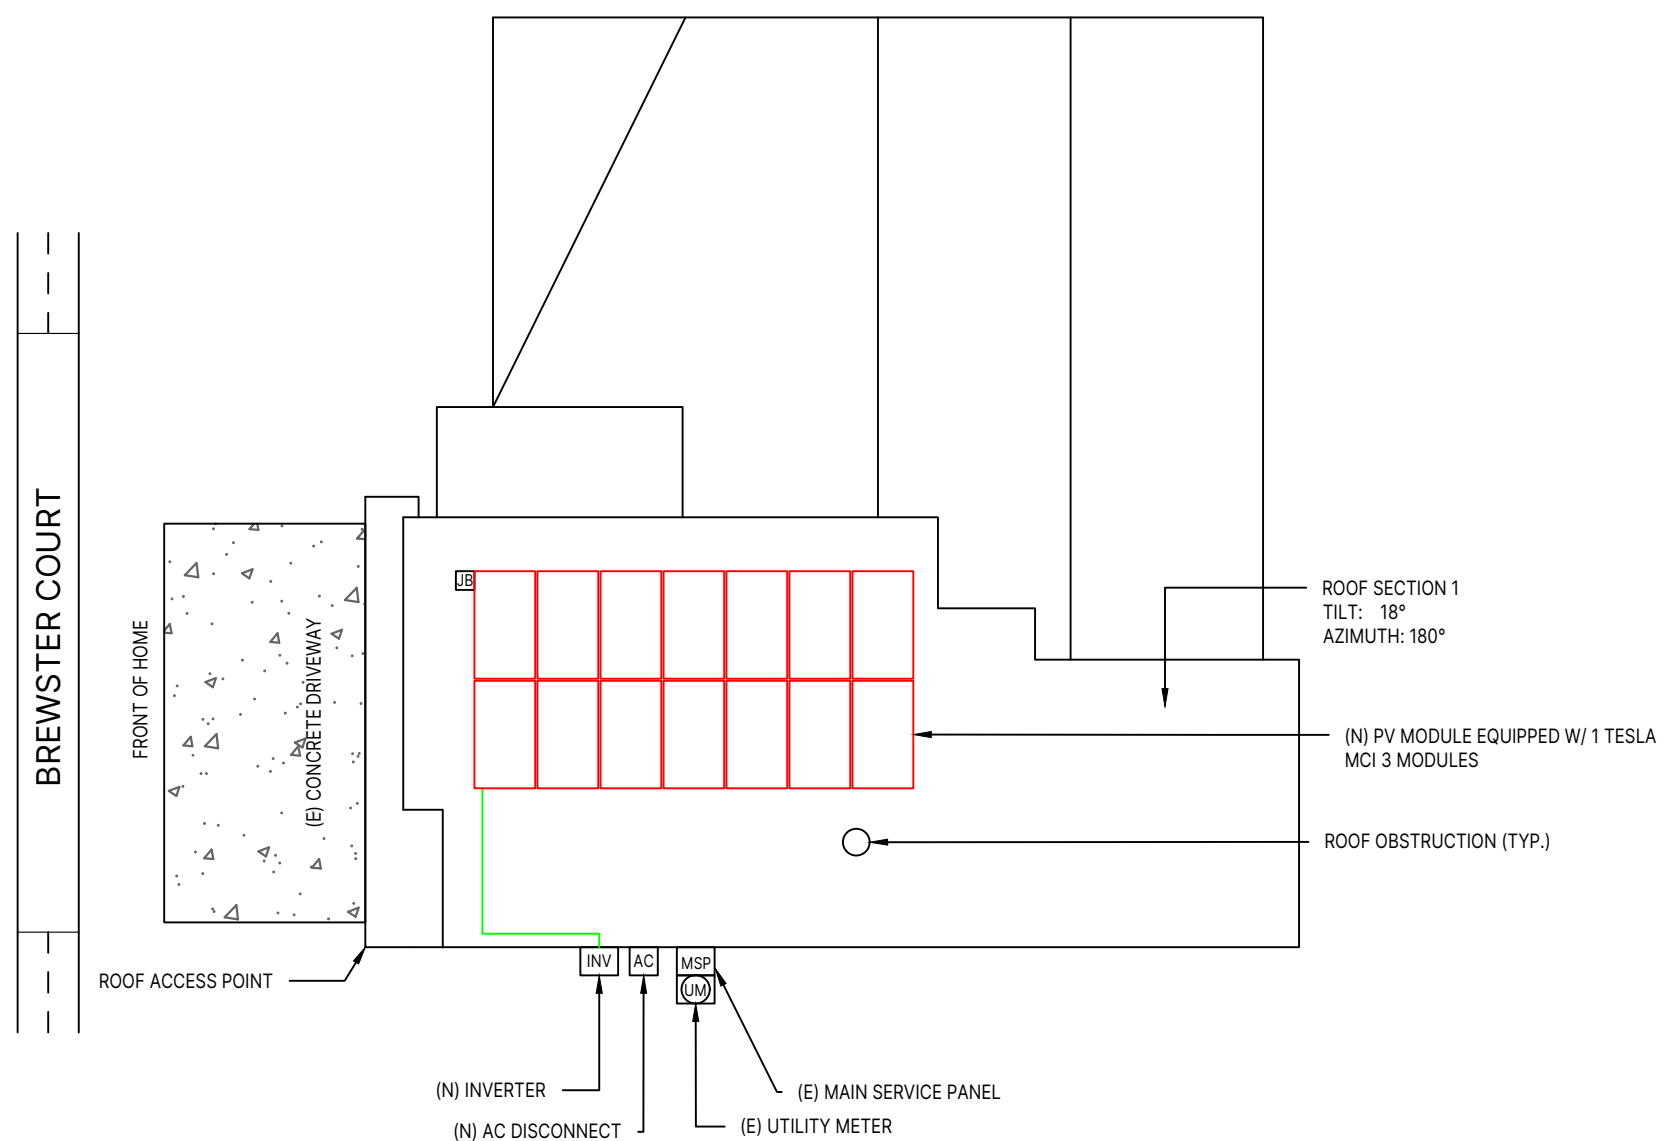 BREWSTER COURT
FRONT OF HOME
(E) CONCRETE DRIVEWAY
JB
ROOF SECTION 1
TILT: 18°
AZIMUTH: 180°
(N) PV MODULE EQUIPPED W/ 1 TESLA
MCI 3 MODULES
ROOF OBSTRUCTION (TYP.)
ROOF ACCESS POINT
INV
AC
MSP
UM
(N) INVERTER
(E) MAIN SERVICE PANEL
(N) AC DISCONNECT
(E) UTILITY METER